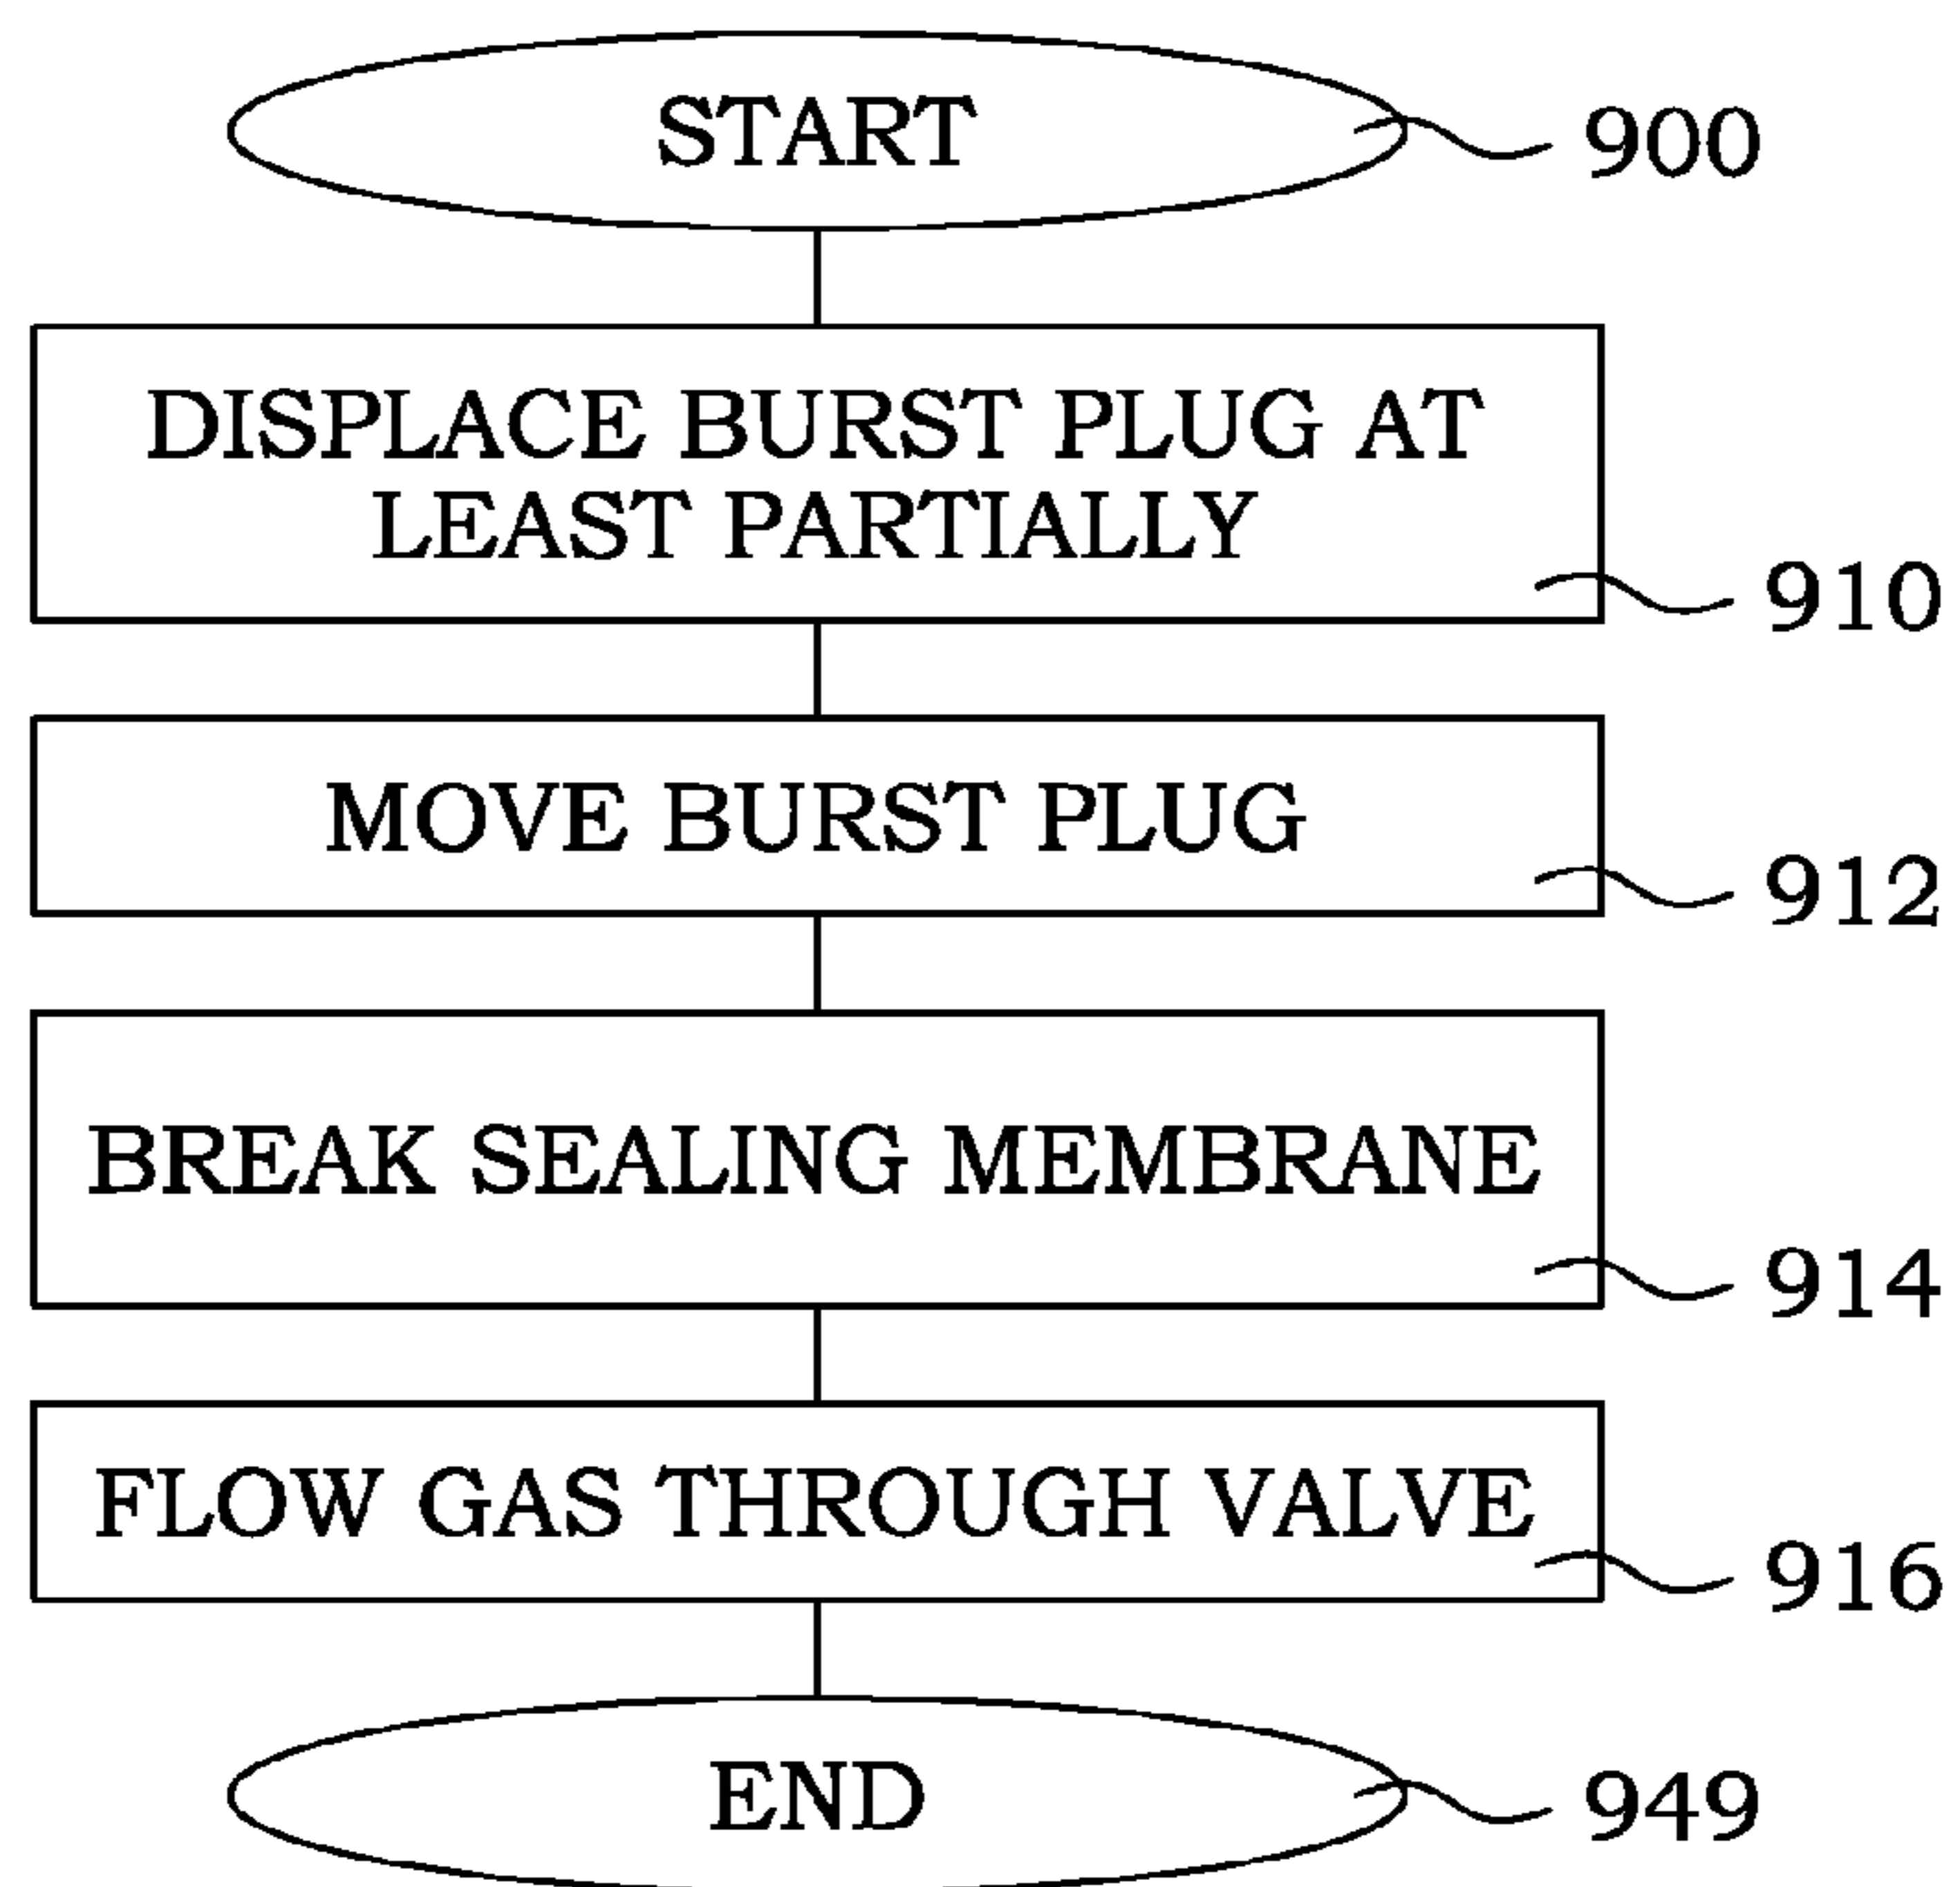 START
900
DISPLACE BURST PLUG AT
LEAST PARTIALLY
910
MOVE BURST PLUG
912
BREAK SEALING MEMBRANE
914
FLOW GAS THROUGH VALVE
916
END
949